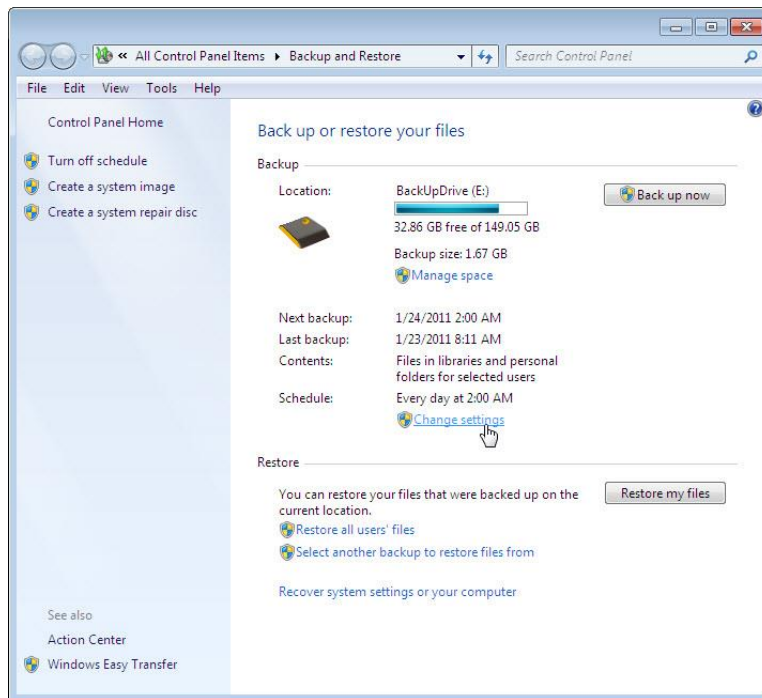 « All Control Panel Items ▸ Backup and Restore
Search Control Panel
File Edit View Tools Help
Control Panel Home
Turn off schedule
Create a system image
Create a system repair disc
Back up or restore your files
Backup
Location: BackUpDrive (E:)
Back up now
32.86 GB free of 149.05 GB
Backup size: 1.67 GB
Manage space
Next backup: 1/24/2011 2:00 AM
Last backup: 1/23/2011 8:11 AM
Contents: Files in libraries and personal
folders for selected users
Schedule: Every day at 2:00 AM
Change settings
Restore
You can restore your files that were backed up on the
current location.
Restore my files
Restore all users' files
Select another backup to restore files from
Recover system settings or your computer
See also
Action Center
Windows Easy Transfer